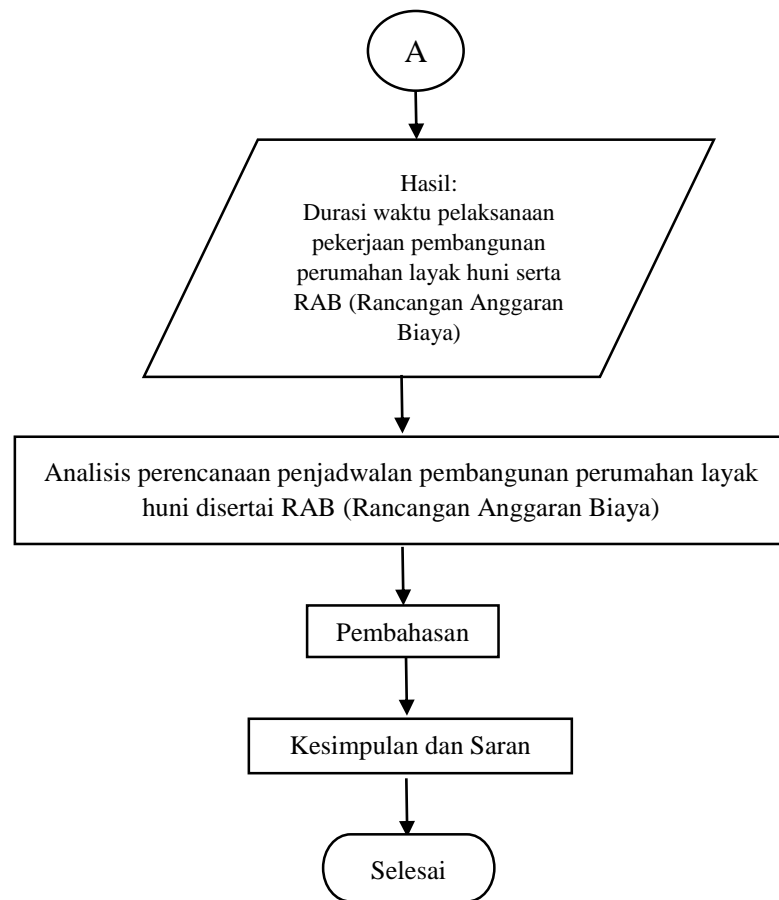 A
Hasil:
Durasi waktu pelaksanaan
pekerjaan pembangunan
perumahan layak huni serta
RAB (Rancangan Anggaran
Biaya)
Analisis perencanaan penjadwalan pembangunan perumahan layak
huni disertai RAB (Rancangan Anggaran Biaya)
Pembahasan
Kesimpulan dan Saran
Selesai